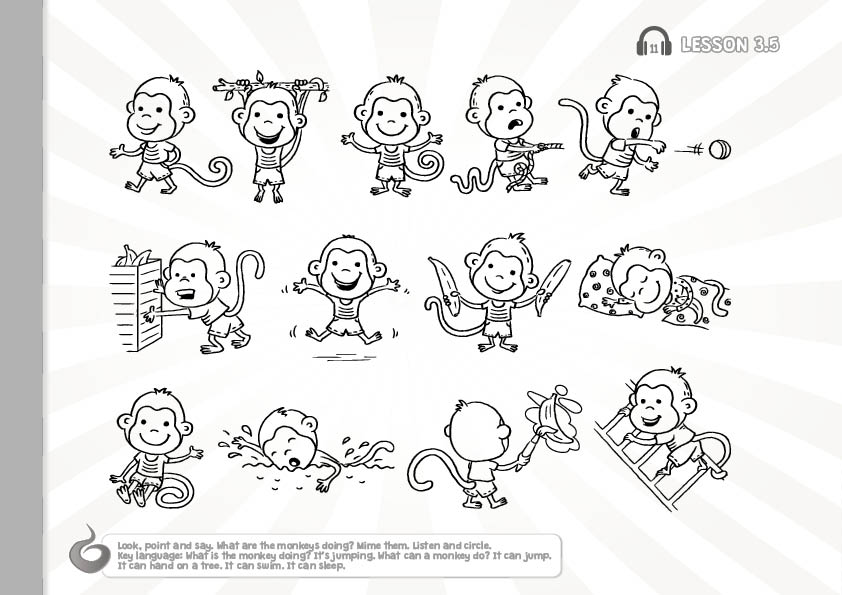 11 LESSON 3.5
Look, point and say. What are the monkeys doing? Mime them. Listen and circle.
Key language: What is the monkey doing? It's jumping. What can a monkey do? It can jump.
It can hand on a tree. It can swim. It can sleep.